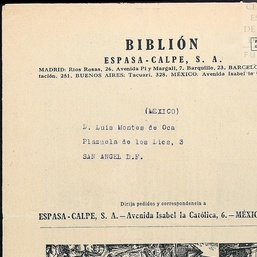 BIBLIÓN
ESPASA-CALPE, S. A.
MADRID: Ríos Rosas, 26. Avenida Pi y Margall, 7. Barquillo, 23. BARCELO
tación, 251. BUENOS AIRES: Tacuarí, 328. MÉXICO: Avenida Isabel la
(MEXICO)
D. Luis Montes de Oca
Plazuela de los Lics, 3
SAN ANGEL D.F.
Dirija pedidos y correspondencia a
ESPASA-CALPE, S. A.—Avenida Isabel la Católica, 6.—MÉXI